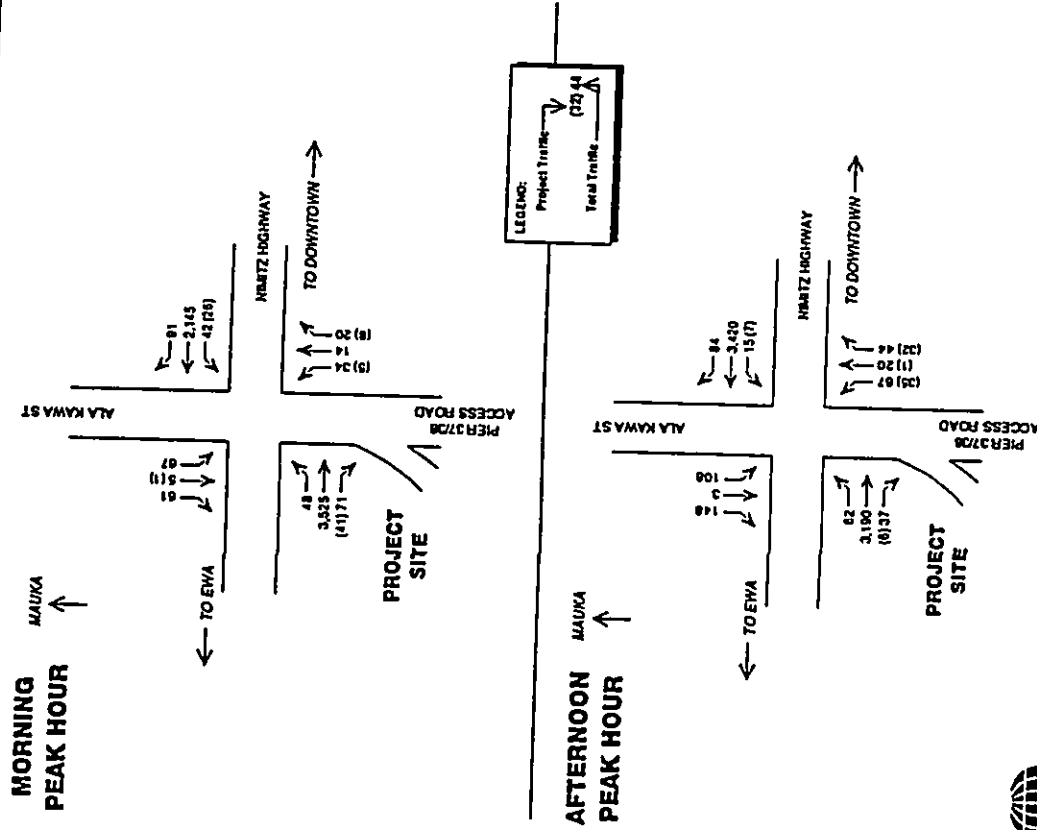 MORNING
PEAK HOUR
MAUKA
ALA KAWA ST
61
5 (1)
67
91
2,145
42 (26)
NIMITZ HIGHWAY
TO EWA
TO DOWNTOWN
48
3,525
(41) 71
(5) 34
14
(8) 20
PROJECT
SITE
PIER 37/38
ACCESS ROAD
LEGEND:
Project Traffic
(32) 44
Total Traffic
AFTERNOON
PEAK HOUR
MAUKA
ALA KAWA ST
148
3
108
84
3,420
15 (7)
NIMITZ HIGHWAY
TO EWA
TO DOWNTOWN
62
3,190
(6) 37
(35) 67
(1) 20
(32) 44
PROJECT
SITE
PIER 37/38
ACCESS ROAD